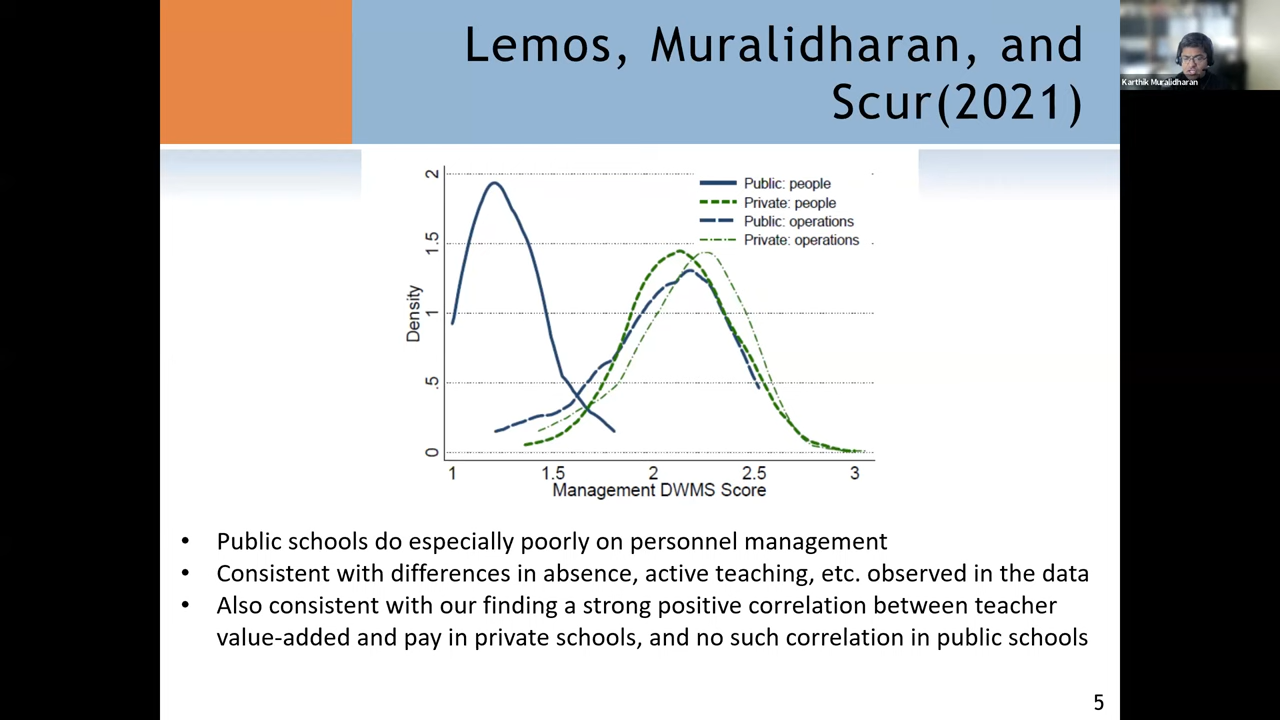 Lemos, Muralidharan, and
Scur(2021)
Karthik Muralidharan
2
1.5
1
.5
0
Density
Public: people
Private: people
Public: operations
Private: operations
1
1.5
2
2.5
3
Management DWMS Score
• Public schools do especially poorly on personnel management
• Consistent with differences in absence, active teaching, etc. observed in the data
• Also consistent with our finding a strong positive correlation between teacher
value-added and pay in private schools, and no such correlation in public schools
5